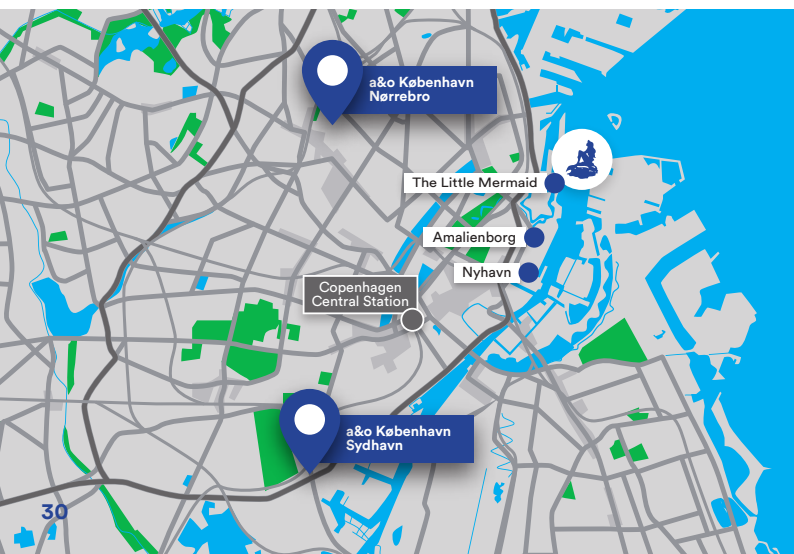 a&o København
Nørrebro
The Little Mermaid
Amalienborg
Nyhavn
Copenhagen
Central Station
a&o København
Sydhavn
30